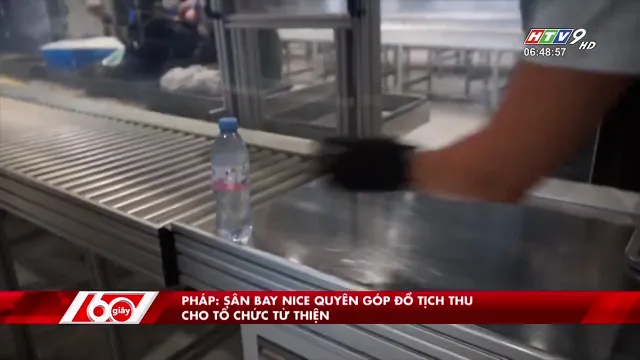 HTV9 HD
06:48:57
60 giây
PHÁP: SÂN BAY NICE QUYÊN GÓP ĐỒ TỊCH THU
CHO TỔ CHỨC TỪ THIỆN